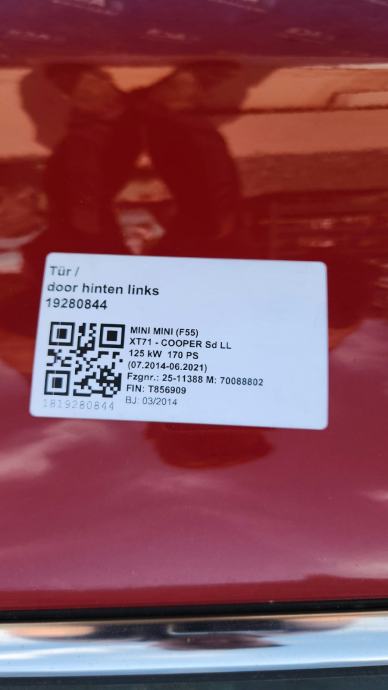 Tür /
door hinten links
19280844
MINI MINI (F55)
XT71 - COOPER Sd LL
125 kW 170 PS
(07.2014-06.2021)
Fzgnr.: 25-11388 M: 70088802
FIN: T856909
BJ: 03/2014
1819280844